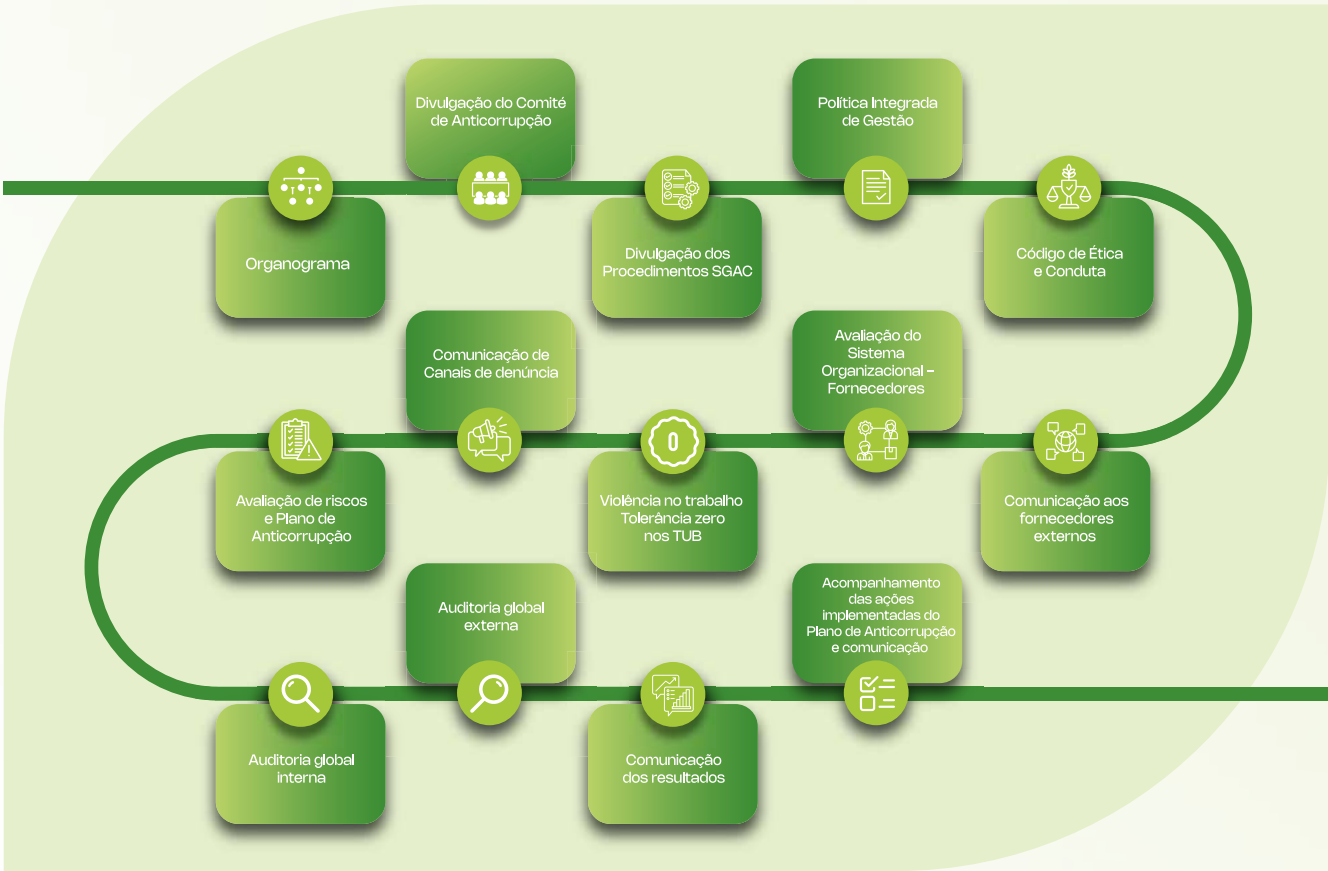 Divulgação do Comité
de Anticorrupção
Política Integrada
de Gestão
Organograma
Divulgação dos
Procedimentos SGAC
Código de Ética
e Conduta
Comunicação de
Canais de denúncia
Avaliação do
Sistema
Organizacional –
Fornecedores
Avaliação de riscos
e Plano de
Anticorrupção
0
Violência no trabalho
Tolerância zero
nos TUB
Comunicação aos
fornecedores
externos
Auditoria global
externa
Acompanhamento
das ações
implementadas do
Plano de Anticorrupção
e comunicação
Auditoria global
interna
Comunicação
dos resultados